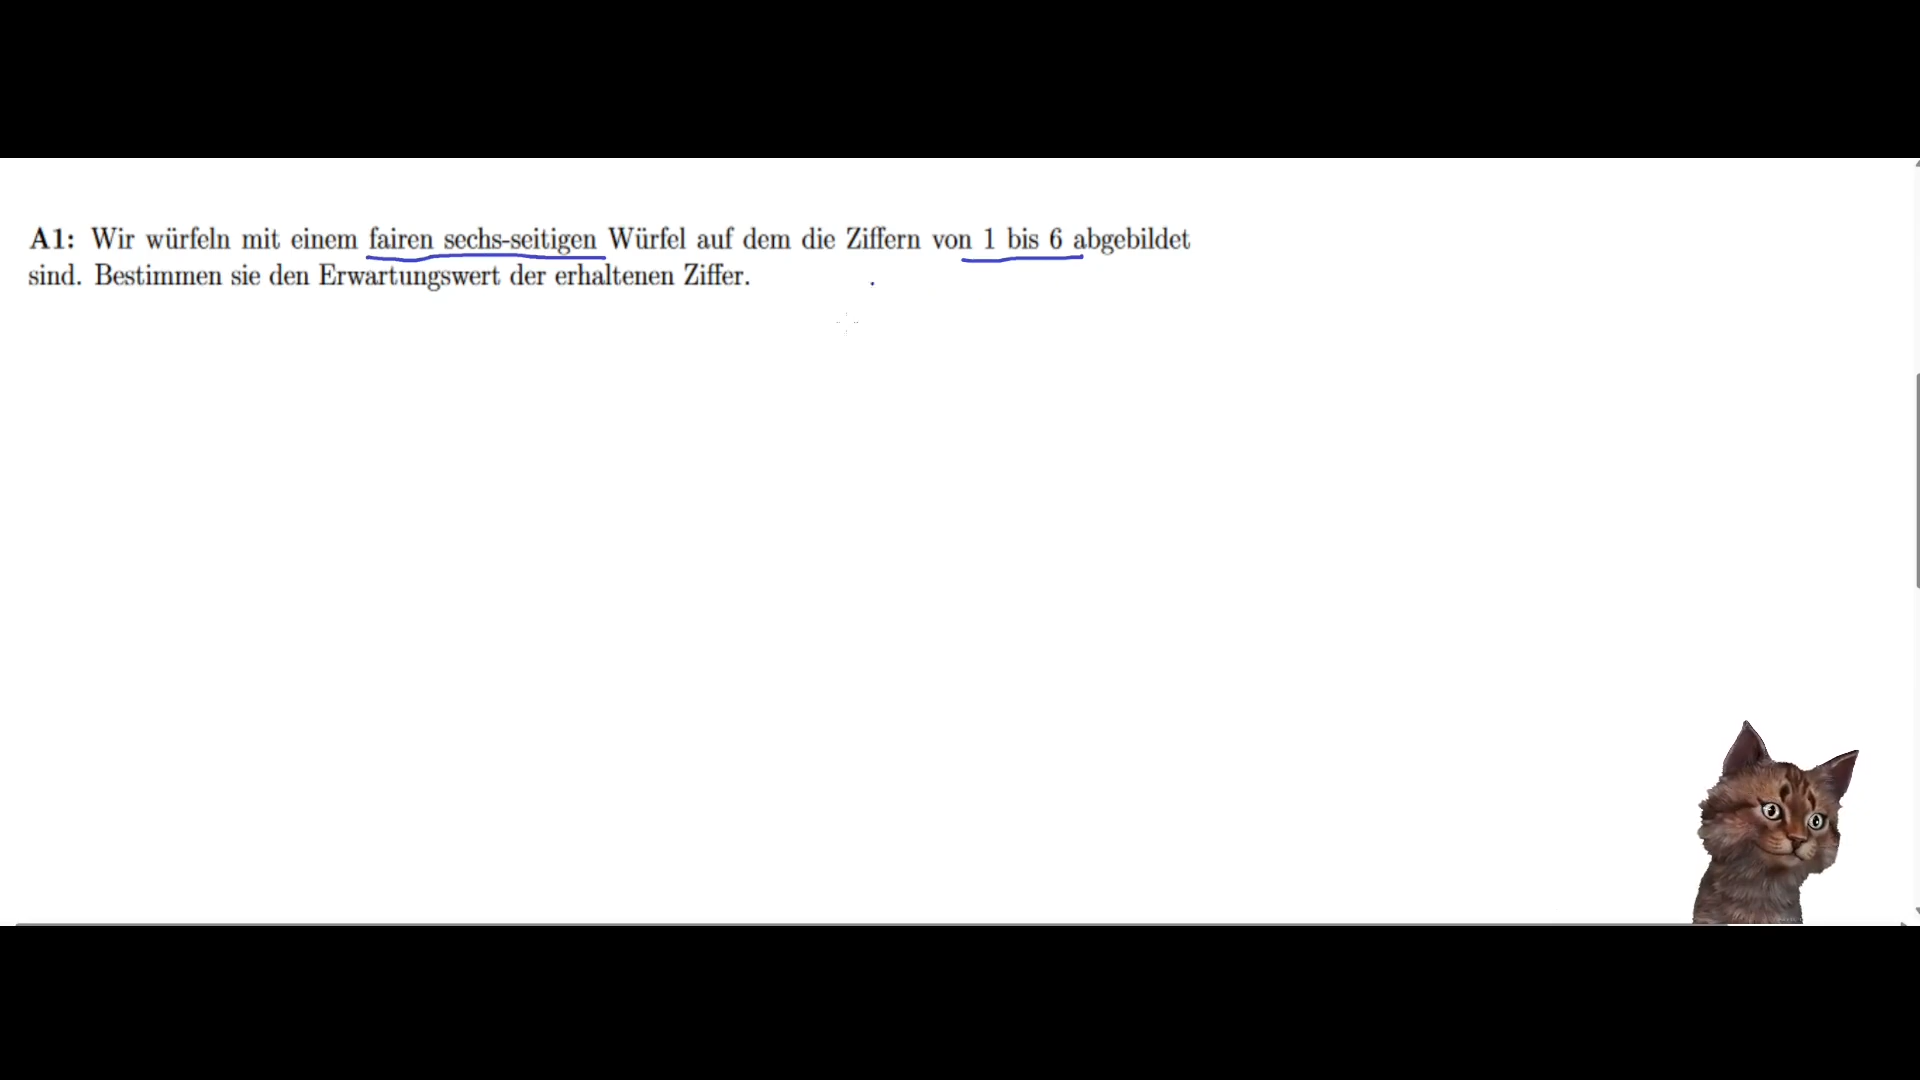 A1: Wir würfeln mit einem fairen sechs-seitigen Würfel auf dem die Ziffern von 1 bis 6 abgebildet
sind. Bestimmen sie den Erwartungswert der erhaltenen Ziffer.